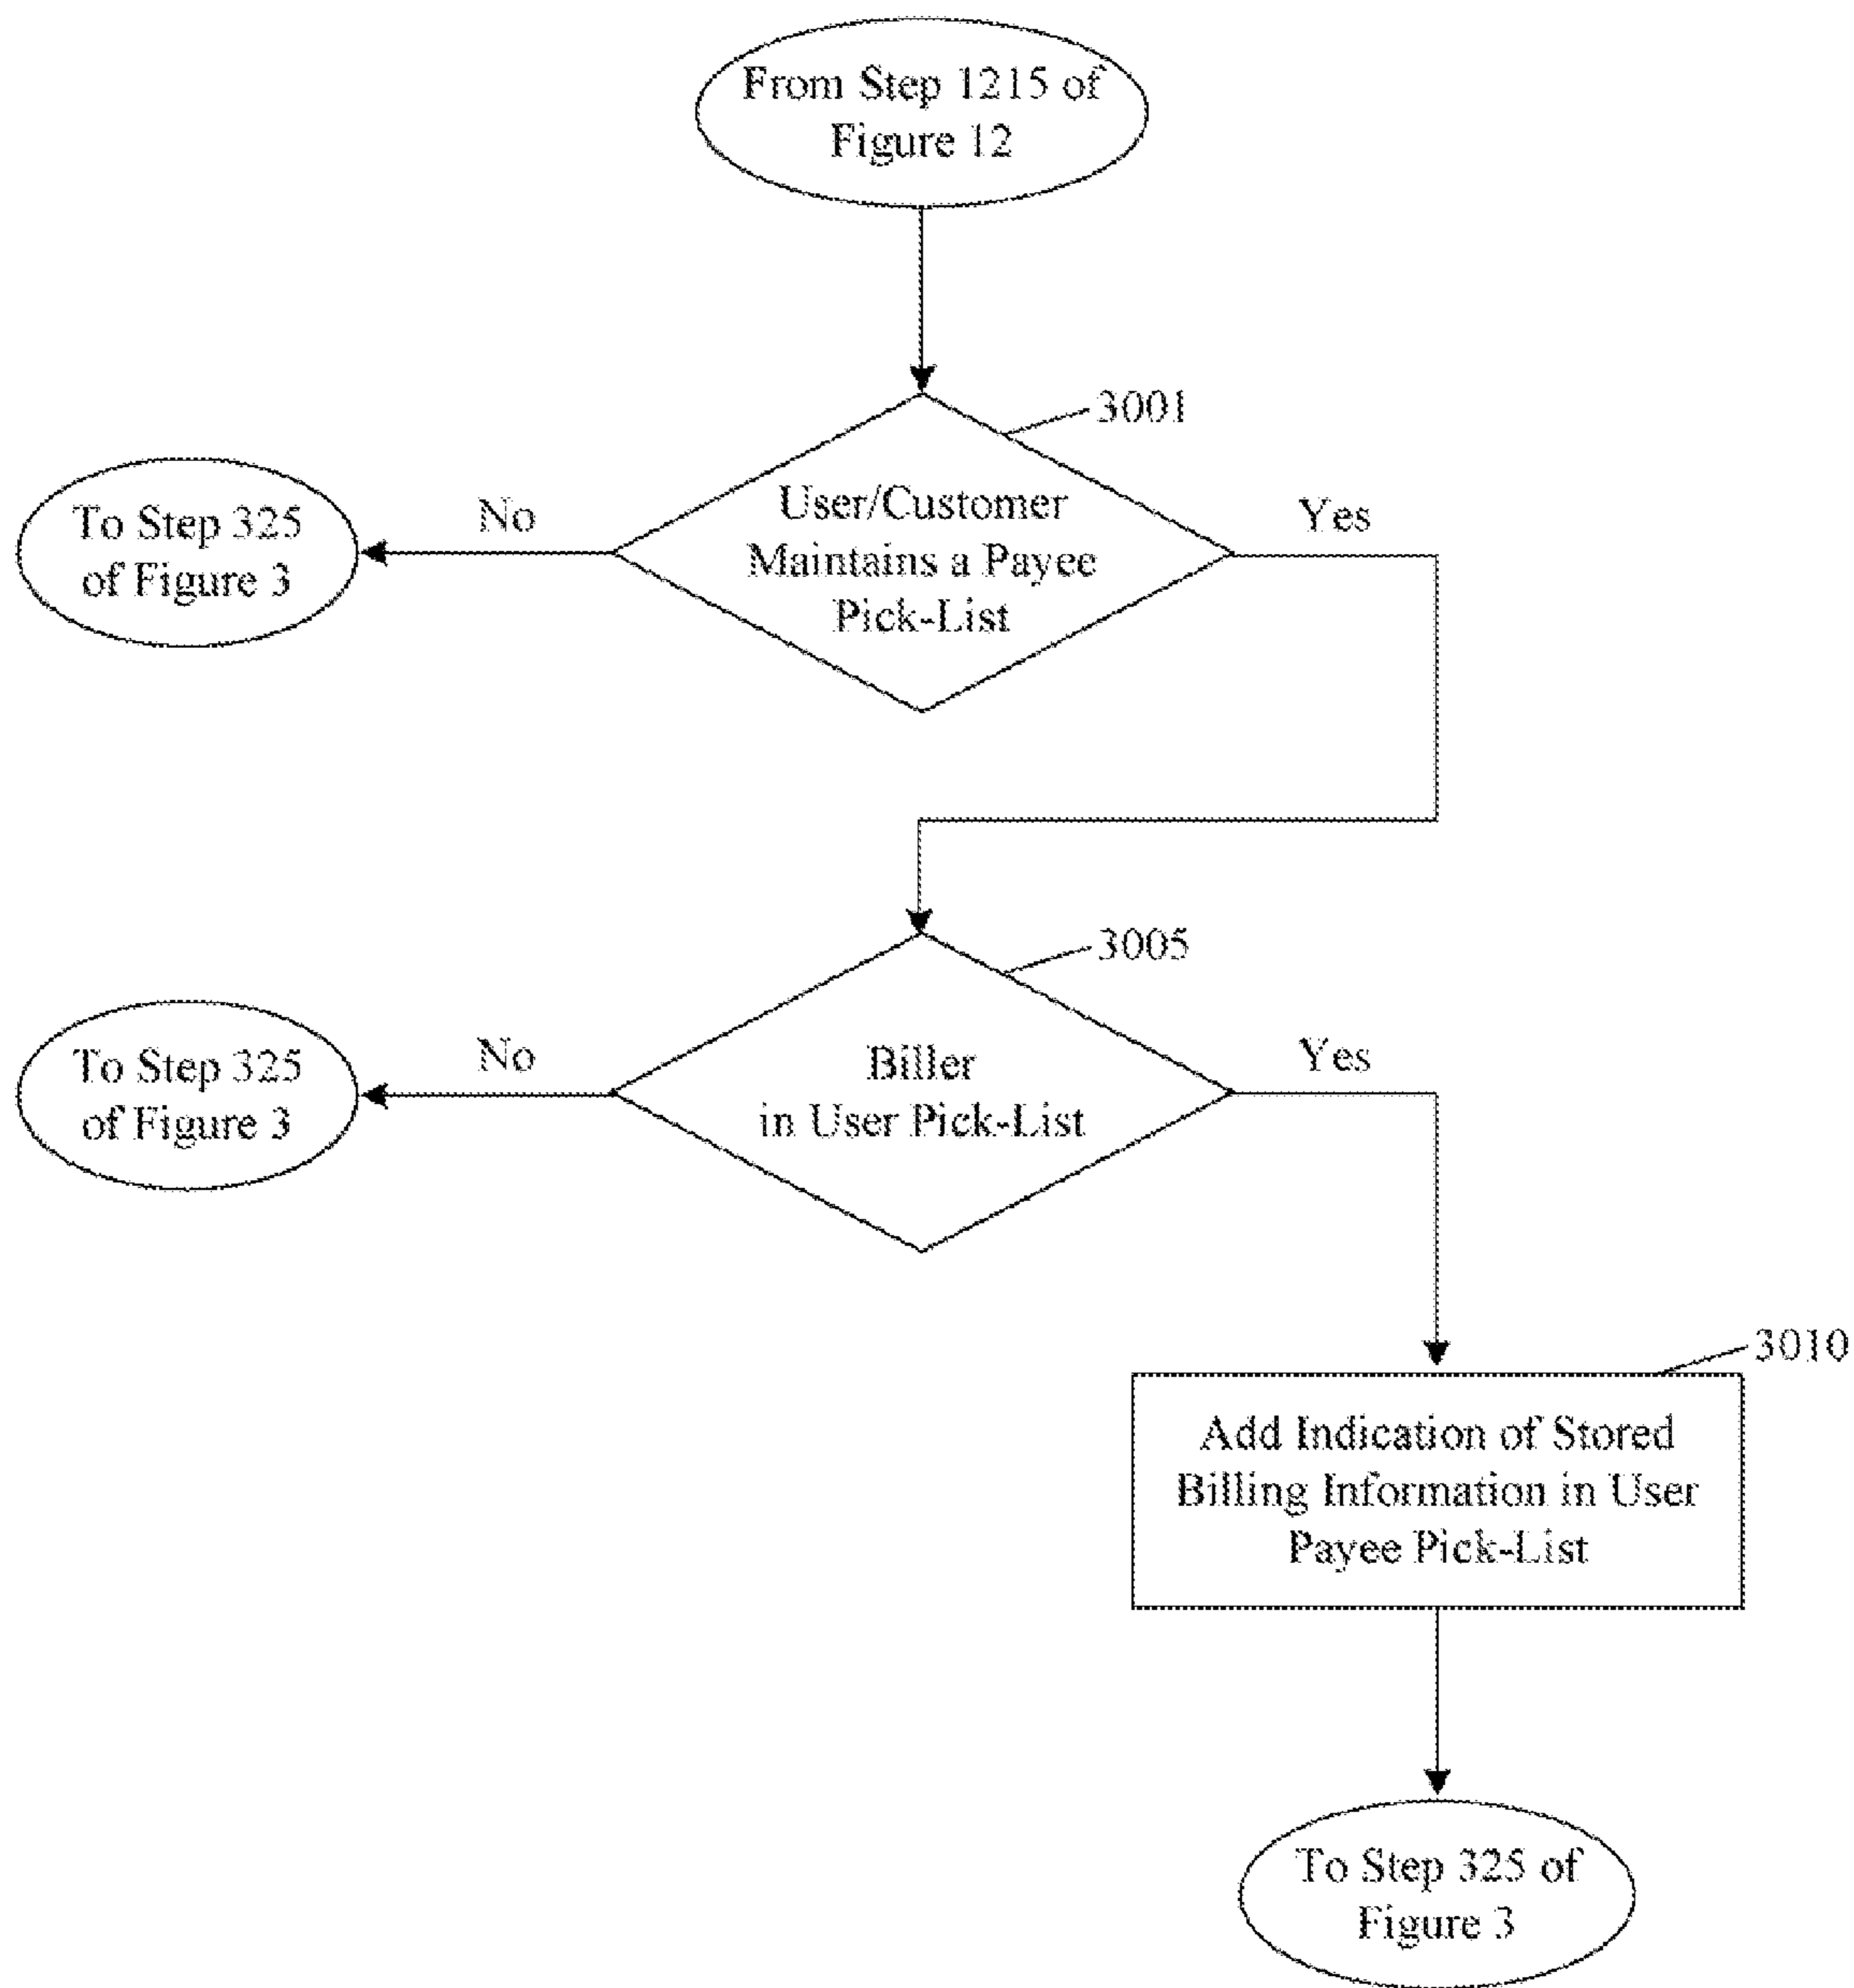 From Step 1215 of
Figure 12
3001
User/Customer
Maintains a Payee
Pick-List
No
Yes
To Step 325
of Figure 3
3005
Biller
in User Pick-List
No
Yes
To Step 325
of Figure 3
3010
Add Indication of Stored
Billing Information in User
Payee Pick-List
To Step 325 of
Figure 3